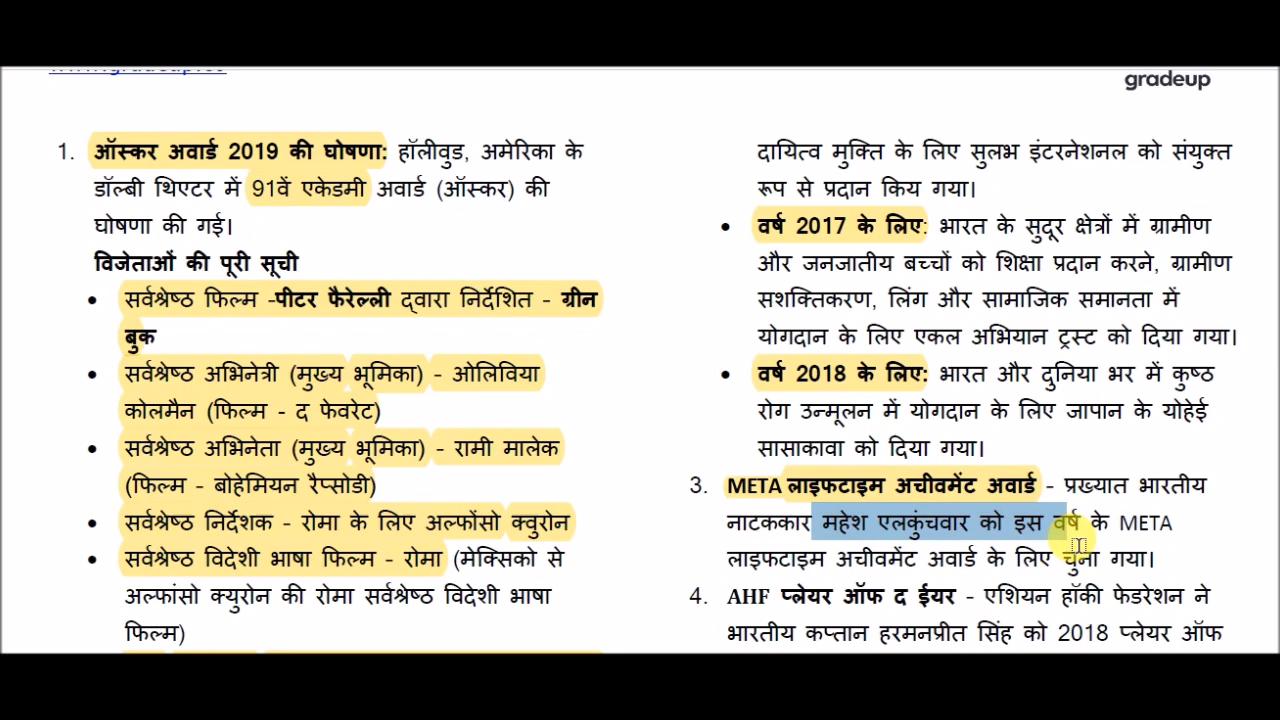 gradeup
1. ऑस्कर अवार्ड 2019 की घोषणा: हॉलीवुड, अमेरिका के
डॉल्बी थिएटर में 91वें एकेडमी अवार्ड (ऑस्कर) की
घोषणा की गई।
विजेताओं की पूरी सूची
• सर्वश्रेष्ठ फिल्म -पीटर फैरेल्ली द्वारा निर्देशित - ग्रीन
बुक
• सर्वश्रेष्ठ अभिनेत्री (मुख्य भूमिका) - ओलिविया
कोलमैन (फिल्म - द फेवरेट)
• सर्वश्रेष्ठ अभिनेता (मुख्य भूमिका) - रामी मालेक
(फिल्म - बोहेमियन रैप्सोडी)
• सर्वश्रेष्ठ निर्देशक - रोमा के लिए अल्फोंसो क्वुरोन
• सर्वश्रेष्ठ विदेशी भाषा फिल्म - रोमा (मेक्सिको से
अल्फांसो क्युरोन की रोमा सर्वश्रेष्ठ विदेशी भाषा
फिल्म)
दायित्व मुक्ति के लिए सुलभ इंटरनेशनल को संयुक्त
रूप से प्रदान किय गया।
• वर्ष 2017 के लिए: भारत के सुदूर क्षेत्रों में ग्रामीण
और जनजातीय बच्चों को शिक्षा प्रदान करने, ग्रामीण
सशक्तिकरण, लिंग और सामाजिक समानता में
योगदान के लिए एकल अभियान ट्रस्ट को दिया गया।
• वर्ष 2018 के लिए: भारत और दुनिया भर में कुष्ठ
रोग उन्मूलन में योगदान के लिए जापान के योहेई
सासाकावा को दिया गया।
3. META लाइफटाइम अचीवमेंट अवार्ड - प्रख्यात भारतीय
नाटककार महेश एलकुंचवार को इस वर्ष के META
लाइफटाइम अचीवमेंट अवार्ड के लिए चुना गया।
4. AHF प्लेयर ऑफ द ईयर - एशियन हॉकी फेडरेशन ने
भारतीय कप्तान हरमनप्रीत सिंह को 2018 प्लेयर ऑफ